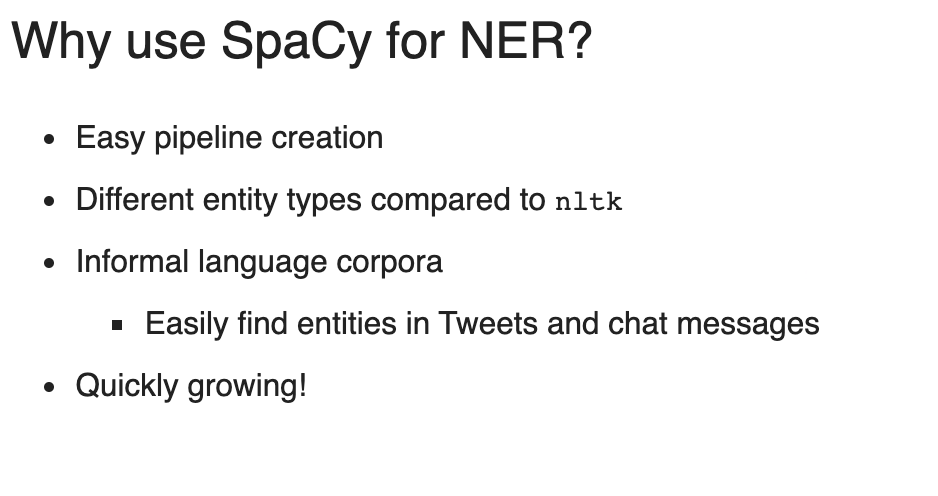 Why use SpaCy for NER?
• Easy pipeline creation
• Different entity types compared to nltk
• Informal language corpora
▪ Easily find entities in Tweets and chat messages
• Quickly growing!